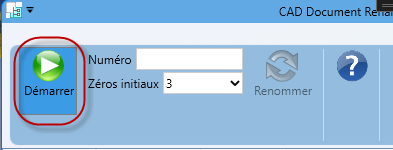 CAD Document Rena
Numéro
Démarrer
Zéros initiaux 3
Renommer
?